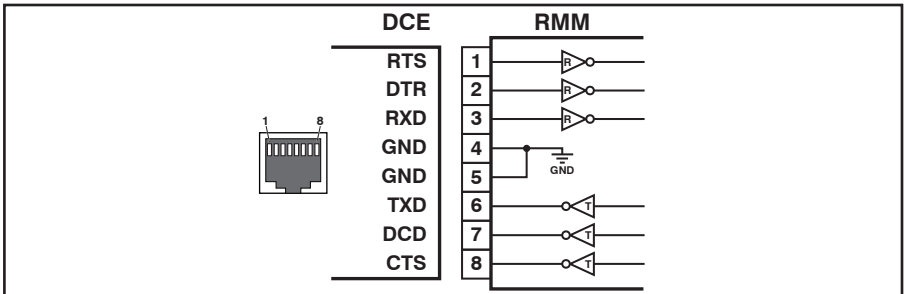 DCE RMM
RTS 1 R
DTR 2 R
RXD 3 R
1 8
GND 4
GND 5 GND
TXD 6 T
DCD 7 T
CTS 8 T